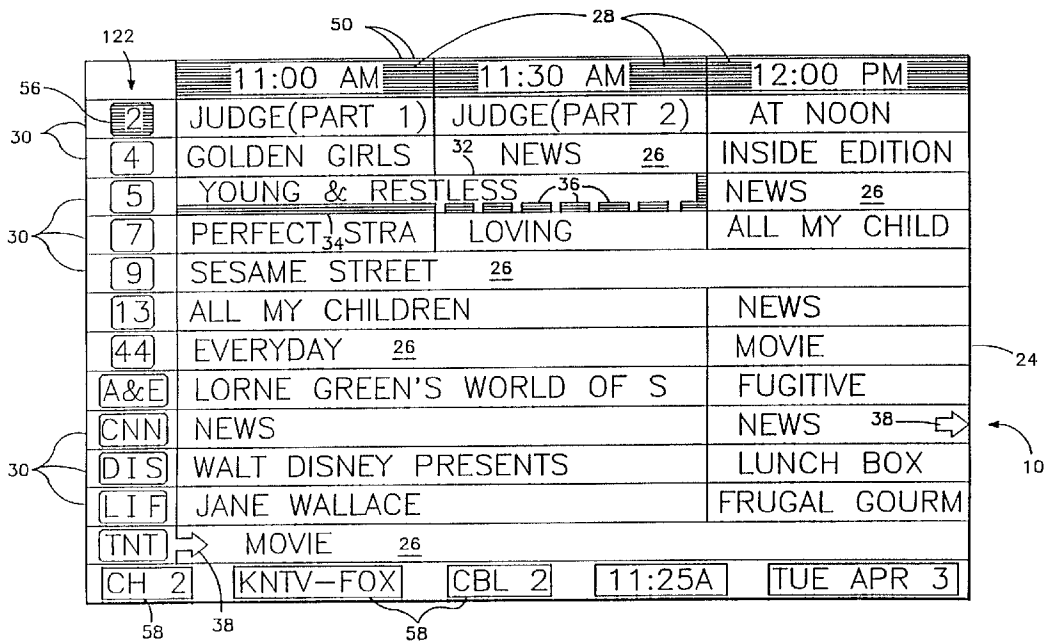 50 28
122
11:00 AM 11:30 AM 12:00 PM
56
2 JUDGE(PART 1) JUDGE(PART 2) AT NOON
30
4 GOLDEN GIRLS 32 NEWS 26 INSIDE EDITION
5 YOUNG & RESTLESS 36 NEWS 26
30
7 PERFECT STRA 34 LOVING ALL MY CHILD
9 SESAME STREET 26
13 ALL MY CHILDREN NEWS
44 EVERYDAY 26 MOVIE 24
A&E LORNE GREEN'S WORLD OF S FUGITIVE
CNN NEWS NEWS 38
30 DIS WALT DISNEY PRESENTS LUNCH BOX 10
LIF JANE WALLACE FRUGAL GOURM
TNT MOVIE 26
CH 2 KNTV-FOX CBL 2 11:25A TUE APR 3
58 38 58